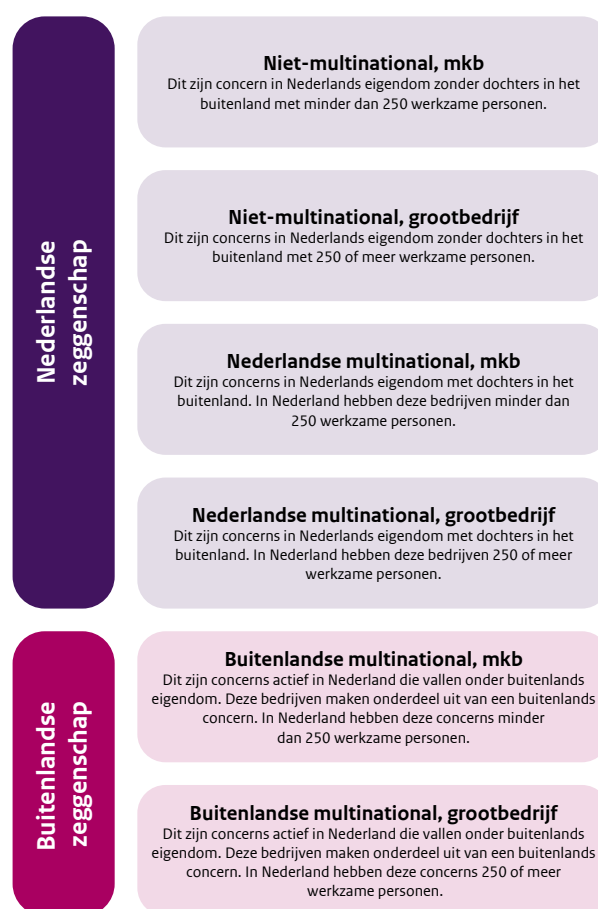 Nederlandse
zeggenschap
Niet-multinational, mkb
Dit zijn concern in Nederlands eigendom zonder dochters in het
buitenland met minder dan 250 werkzame personen.
Niet-multinational, grootbedrijf
Dit zijn concerns in Nederlands eigendom zonder dochters in het
buitenland met 250 of meer werkzame personen.
Nederlandse multinational, mkb
Dit zijn concerns in Nederlands eigendom met dochters in het
buitenland. In Nederland hebben deze bedrijven minder dan
250 werkzame personen.
Nederlandse multinational, grootbedrijf
Dit zijn concerns in Nederlands eigendom met dochters in het
buitenland. In Nederland hebben deze bedrijven 250 of meer
werkzame personen.
Buitenlandse
zeggenschap
Buitenlandse multinational, mkb
Dit zijn concerns actief in Nederland die vallen onder buitenlands
eigendom. Deze bedrijven maken onderdeel uit van een buitenlands
concern. In Nederland hebben deze concerns minder
dan 250 werkzame personen.
Buitenlandse multinational, grootbedrijf
Dit zijn concerns actief in Nederland die vallen onder buitenlands
eigendom. Deze bedrijven maken onderdeel uit van een buitenlands
concern. In Nederland hebben deze concerns 250 of meer
werkzame personen.